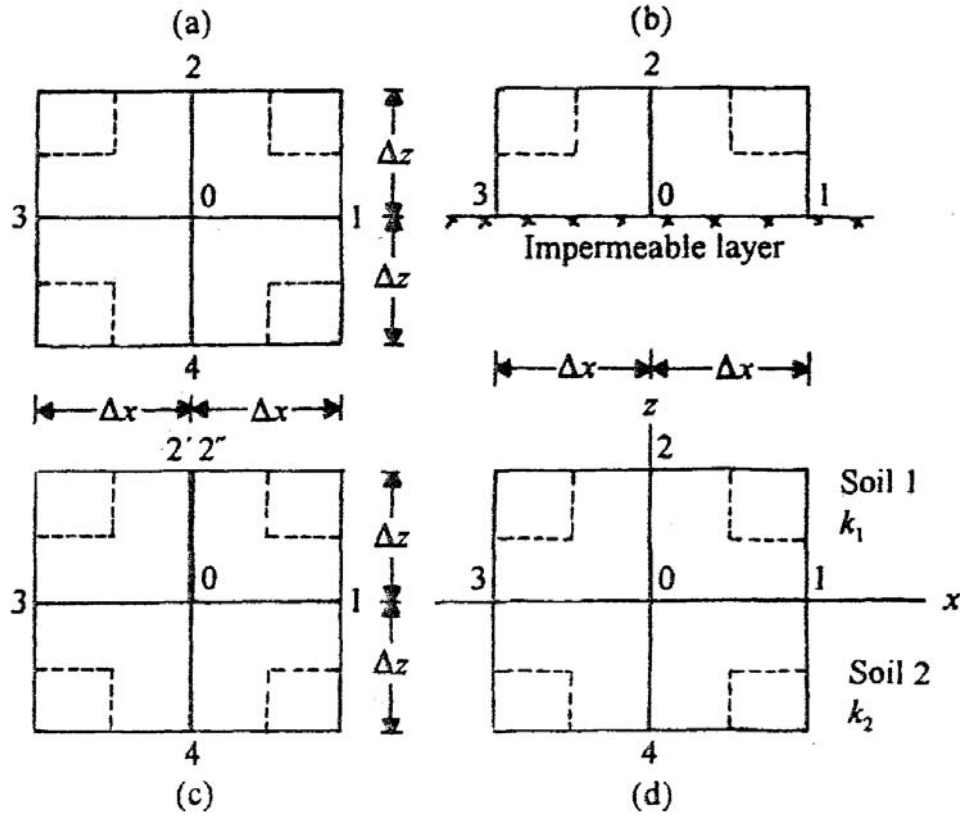 (a)
(b)
2
2
Δz
3
0
1
3
0
1
Impermeable layer
Δz
4
Δx
Δx
Δx
Δx
z
2′ 2″
2
Soil 1
k₁
Δz
3
0
1
3
0
1
x
Δz
Soil 2
k₂
4
4
(c)
(d)